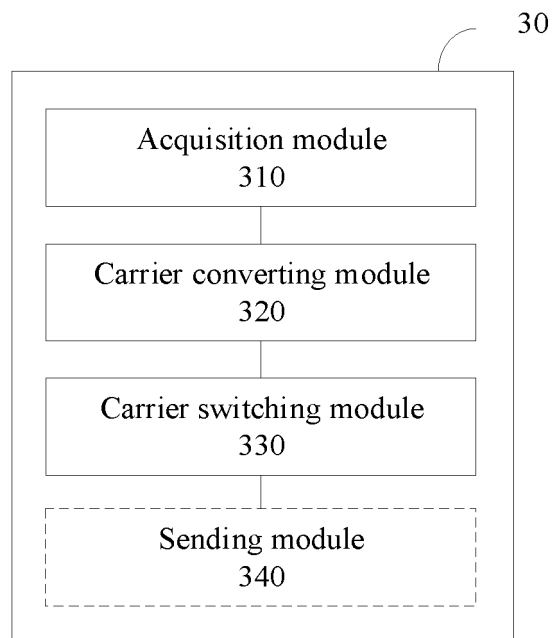 30
Acquisition module
310
Carrier converting module
320
Carrier switching module
330
Sending module
340